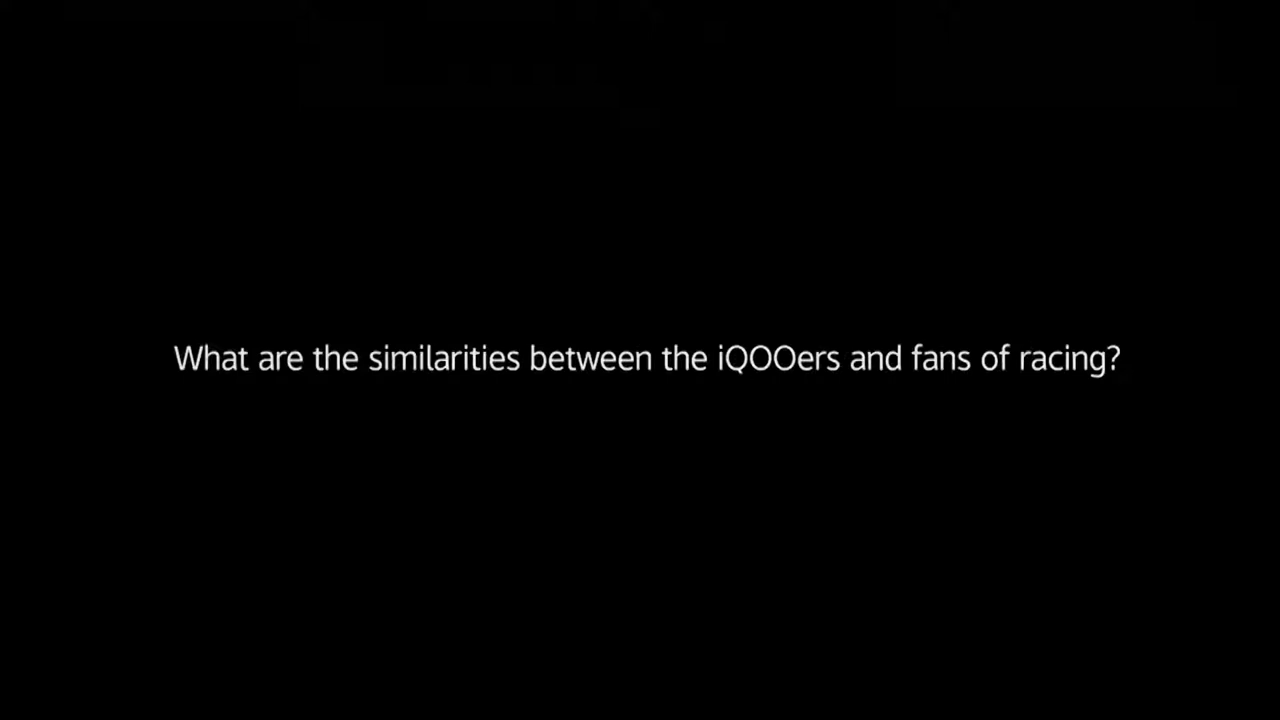 What are the similarities between the iQOOers and fans of racing?